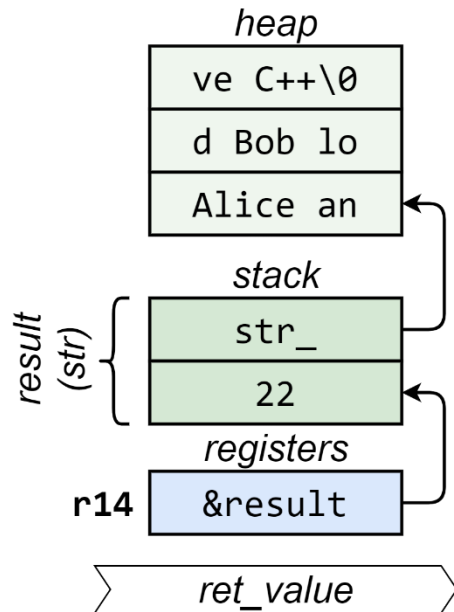 heap
ve C++\0
d Bob lo
Alice an
stack
result
(str)
str_
22
registers
r14 &result
ret_value